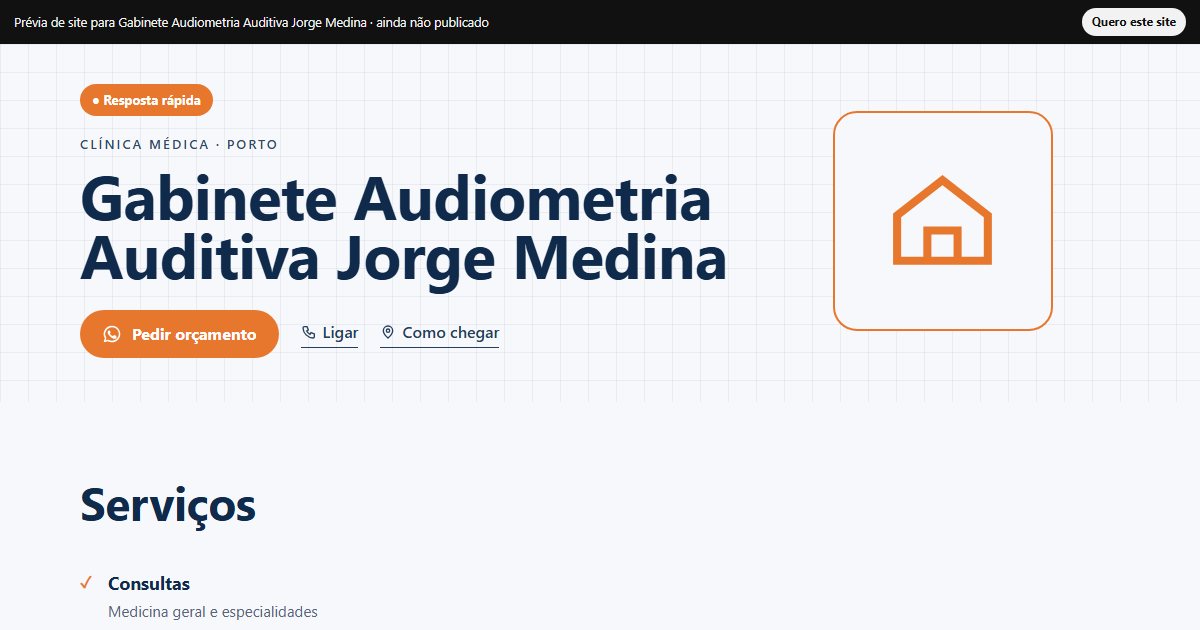 Prévia de site para Gabinete Audiometria Auditiva Jorge Medina · ainda não publicado
Quero este site
Resposta rápida
CLÍNICA MÉDICA · PORTO
Gabinete Audiometria
Auditiva Jorge Medina
Pedir orçamento
Ligar
Como chegar
Serviços
Consultas
Medicina geral e especialidades